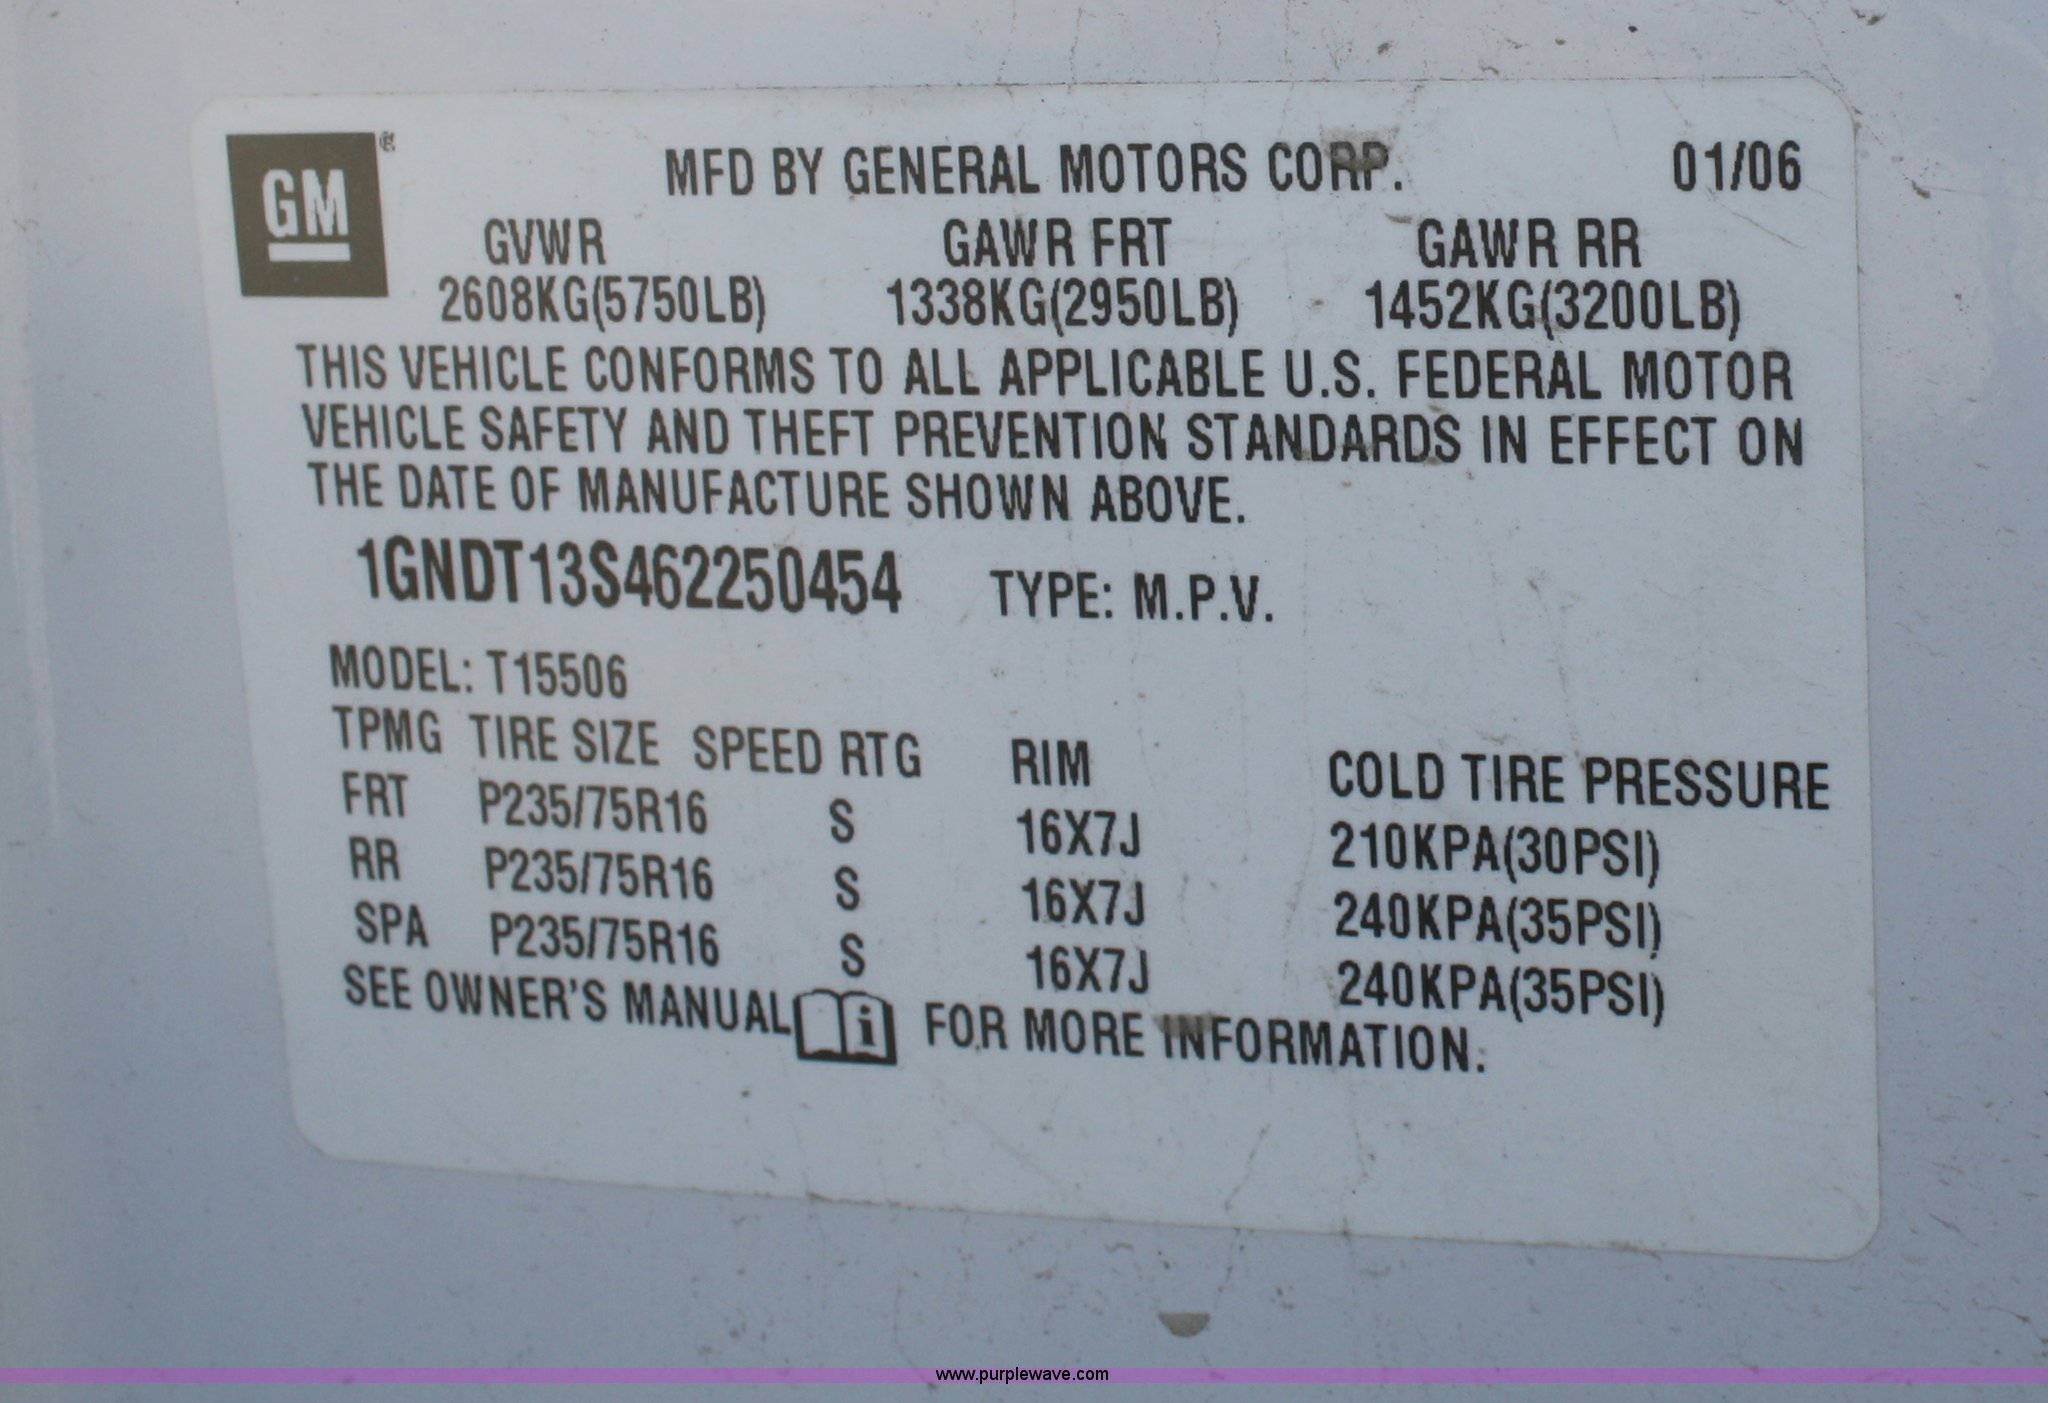 GM
MFD BY GENERAL MOTORS CORP. 01/06
GVWR GAWR FRT GAWR RR
2608KG(5750LB) 1338KG(2950LB) 1452KG(3200LB)
THIS VEHICLE CONFORMS TO ALL APPLICABLE U.S. FEDERAL MOTOR
VEHICLE SAFETY AND THEFT PREVENTION STANDARDS IN EFFECT ON
THE DATE OF MANUFACTURE SHOWN ABOVE.
1GNDT13S462250454 TYPE: M.P.V.
MODEL: T15506
TPMG TIRE SIZE SPEED RTG RIM COLD TIRE PRESSURE
FRT P235/75R16 S 16X7J 210KPA(30PSI)
RR P235/75R16 S 16X7J 240KPA(35PSI)
SPA P235/75R16 S 16X7J 240KPA(35PSI)
SEE OWNER'S MANUAL i FOR MORE INFORMATION.
www.purplewave.com